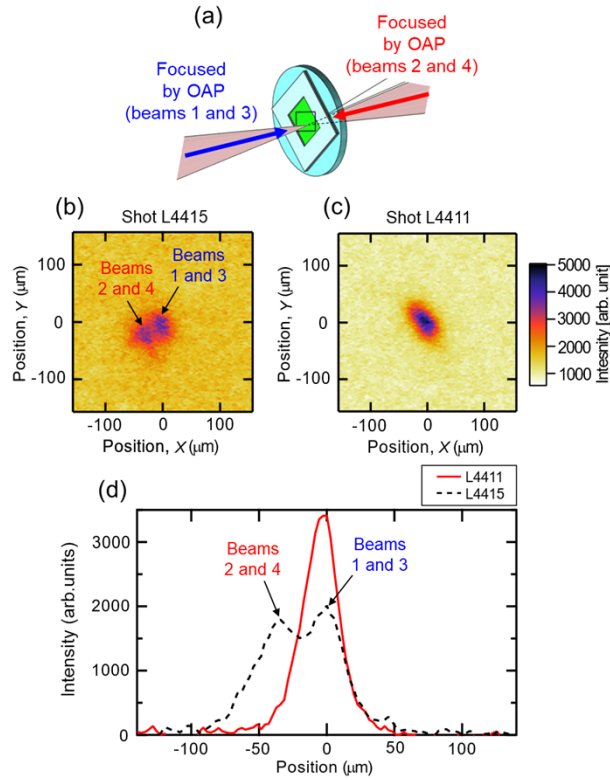 (a)
Focused
by OAP
(beams 2 and 4)
Focused
by OAP
(beams 1 and 3)
(b)
Shot L4415
(c)
Shot L4411
Beams
2 and 4
Beams
1 and 3
100
0
-100
Position, Y (μm)
-100
0
100
Position, X (μm)
100
0
-100
Position, Y (μm)
-100
0
100
Position, X (μm)
5000
4000
3000
2000
1000
Intesnity [arb.unit]
(d)
L4411
L4415
Beams
2 and 4
Beams
1 and 3
3000
2000
1000
0
Intensity (arb.units)
-100
-50
0
50
100
Position (μm)